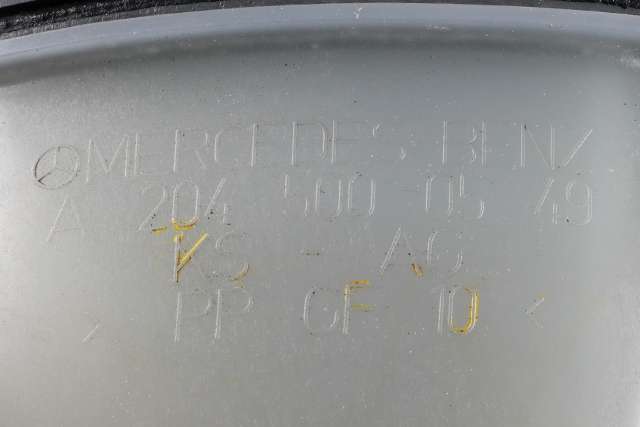 MERCEDES BENZ
A 204 500 05 49
KS - AG
> PP GF 10 <